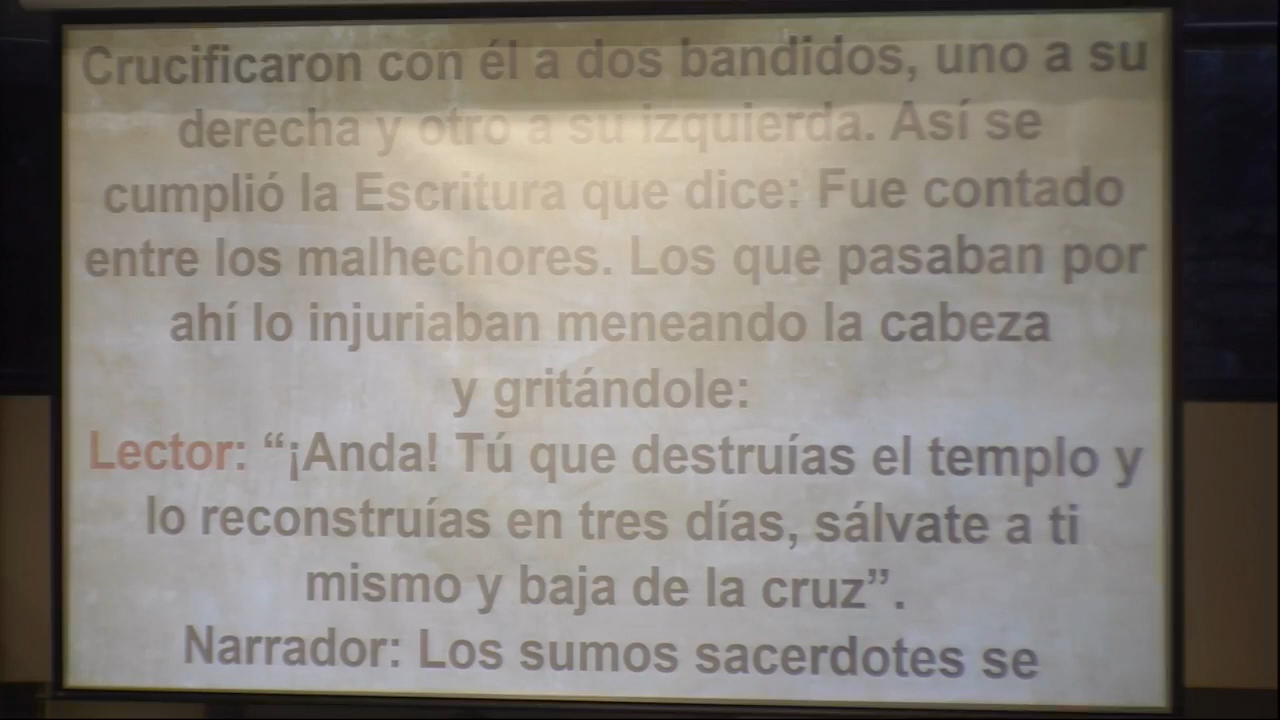 Crucificaron con él a dos bandidos, uno a su
derecha y otro a su izquierda. Así se
cumplió la Escritura que dice: Fue contado
entre los malhechores. Los que pasaban por
ahí lo injuriaban meneando la cabeza
y gritándole:
Lector: “¡Anda! Tú que destruías el templo y
lo reconstruías en tres días, sálvate a ti
mismo y baja de la cruz”.
Narrador: Los sumos sacerdotes se